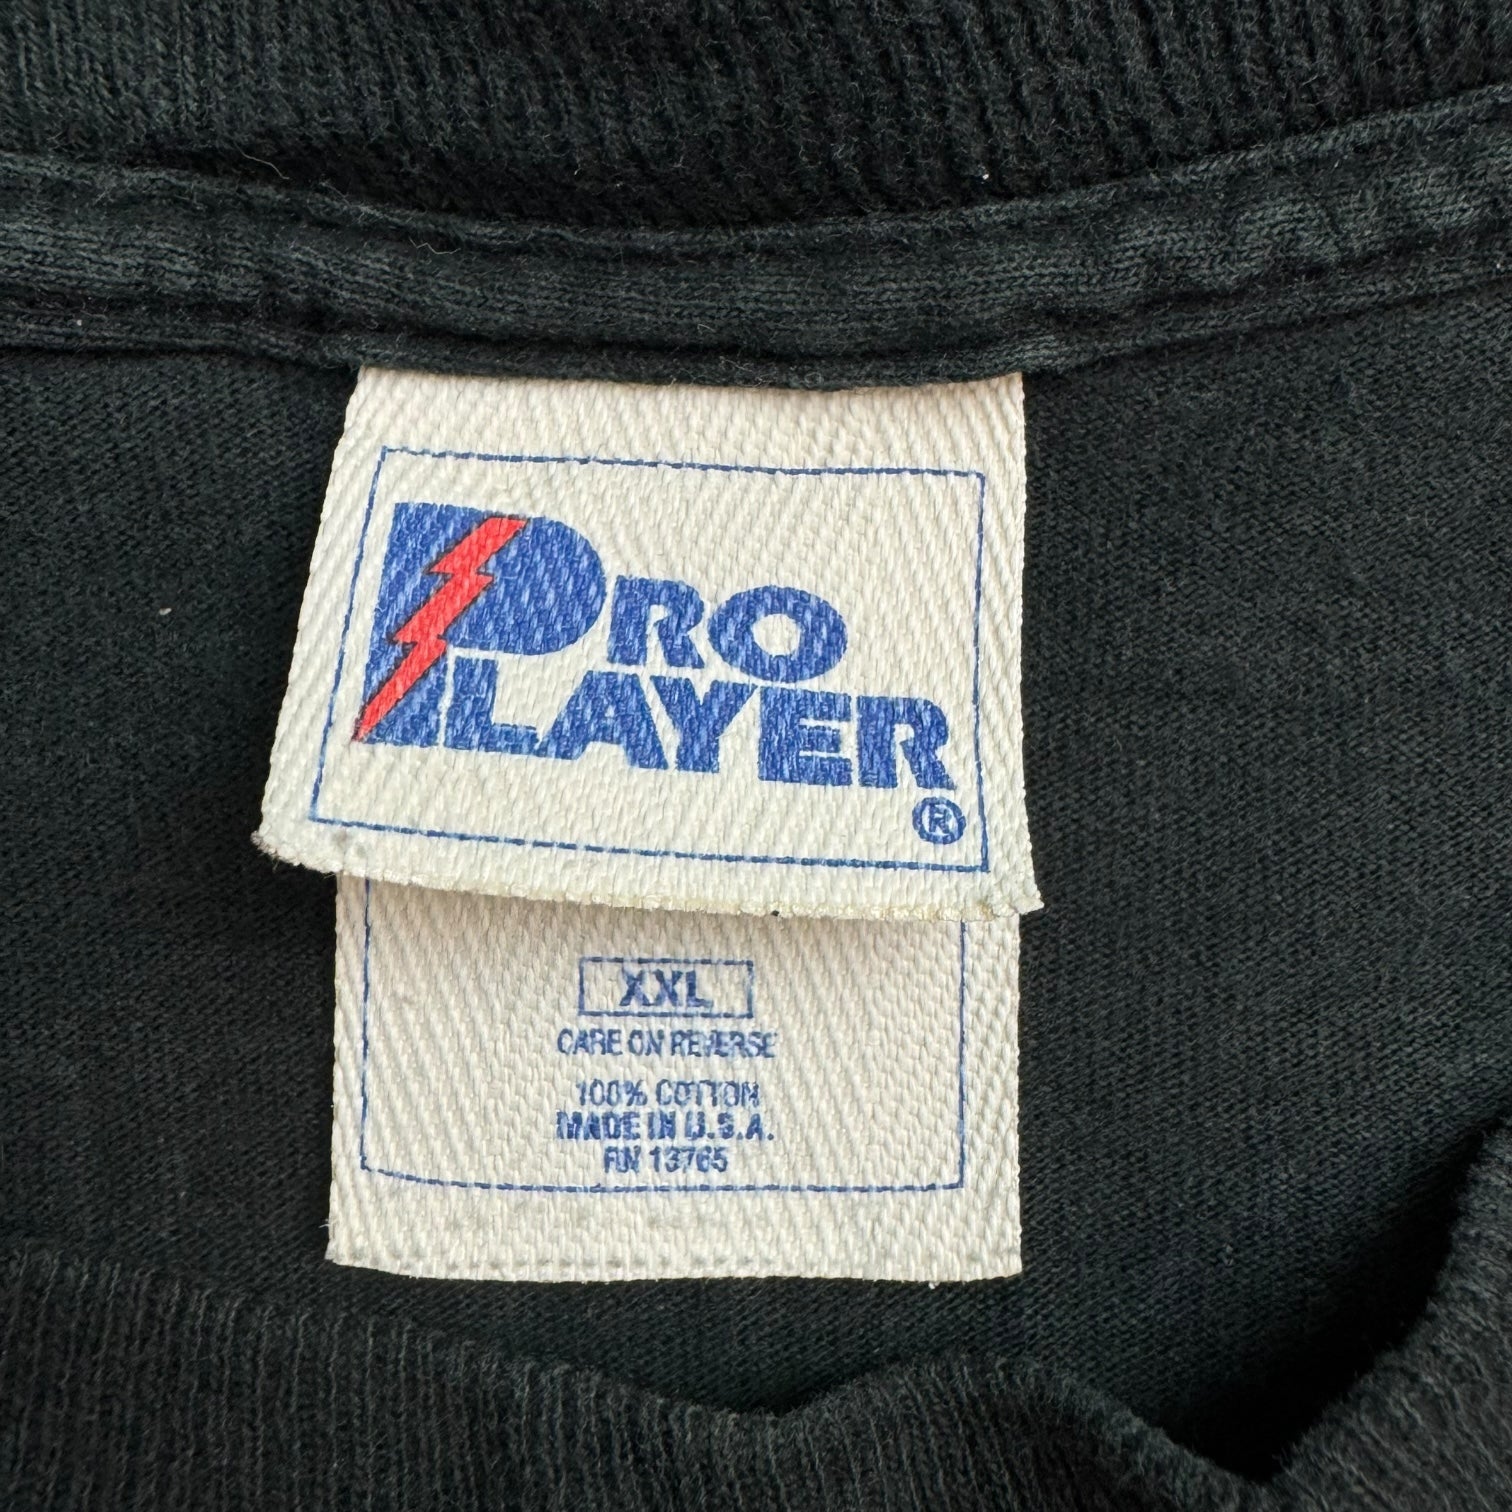 PRO
PLAYER
®
XXL
CARE ON REVERSE
100% COTTON
MADE IN U.S.A.
RN 13765